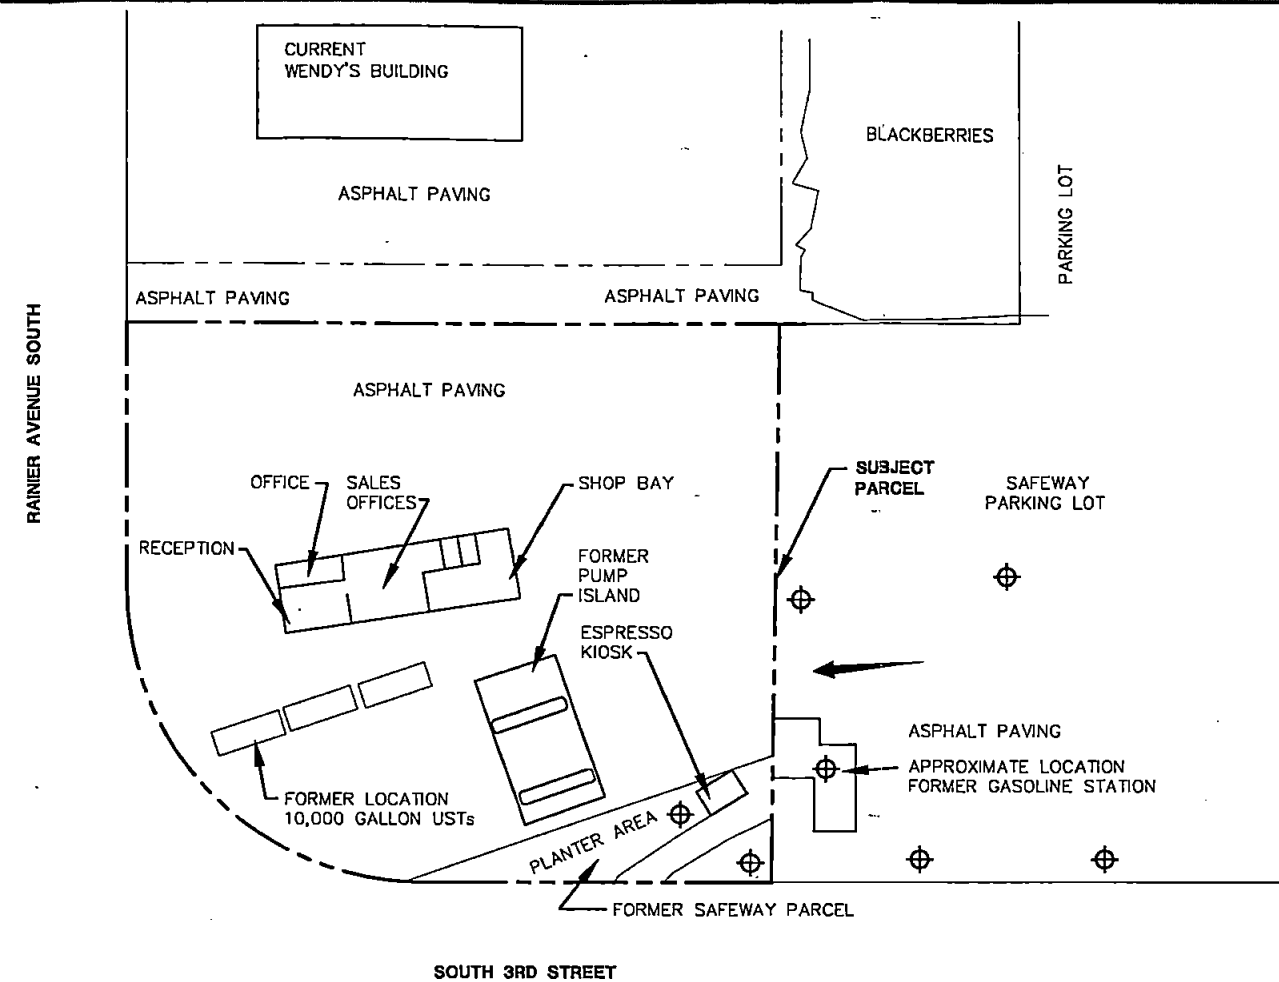 CURRENT
WENDY'S BUILDING
BLACKBERRIES
ASPHALT PAVING
PARKING LOT
ASPHALT PAVING
ASPHALT PAVING
RAINIER AVENUE SOUTH
ASPHALT PAVING
SUBJECT
PARCEL
SAFEWAY
PARKING LOT
OFFICE
SALES
OFFICES
SHOP BAY
RECEPTION
FORMER
PUMP
ISLAND
ESPRESSO
KIOSK
ASPHALT PAVING
APPROXIMATE LOCATION
FORMER GASOLINE STATION
FORMER LOCATION
10,000 GALLON USTs
PLANTER AREA
FORMER SAFEWAY PARCEL
SOUTH 3RD STREET